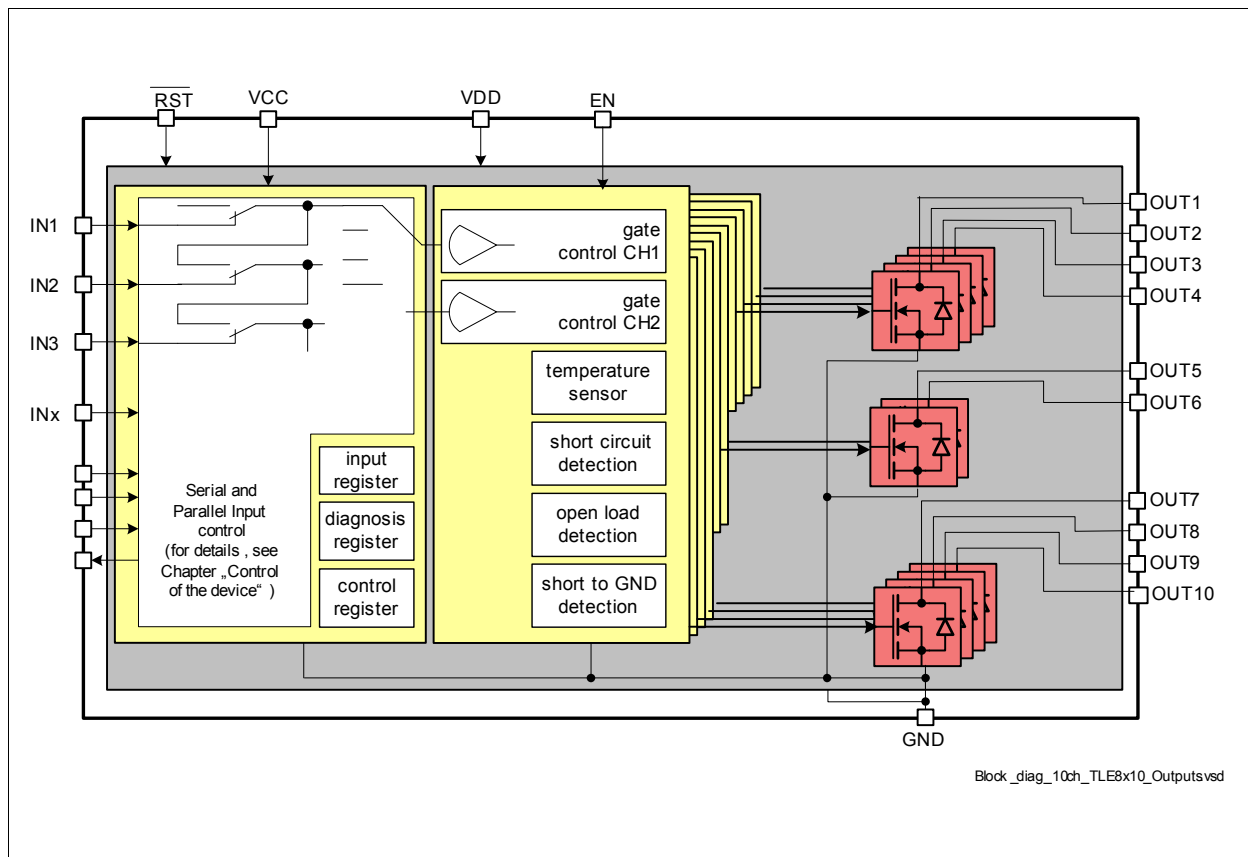 RST
VCC
VDD
EN
IN1
IN2
IN3
INx
gate
control CH1
gate
control CH2
temperature
sensor
short circuit
detection
open load
detection
short to GND
detection
input
register
diagnosis
register
control
register
Serial and
Parallel Input
control
(for details , see
Chapter „Control
of the device“ )
OUT1
OUT2
OUT3
OUT4
OUT5
OUT6
OUT7
OUT8
OUT9
OUT10
GND
Block_diag_10ch_TLE8x10_Outputs.vsd